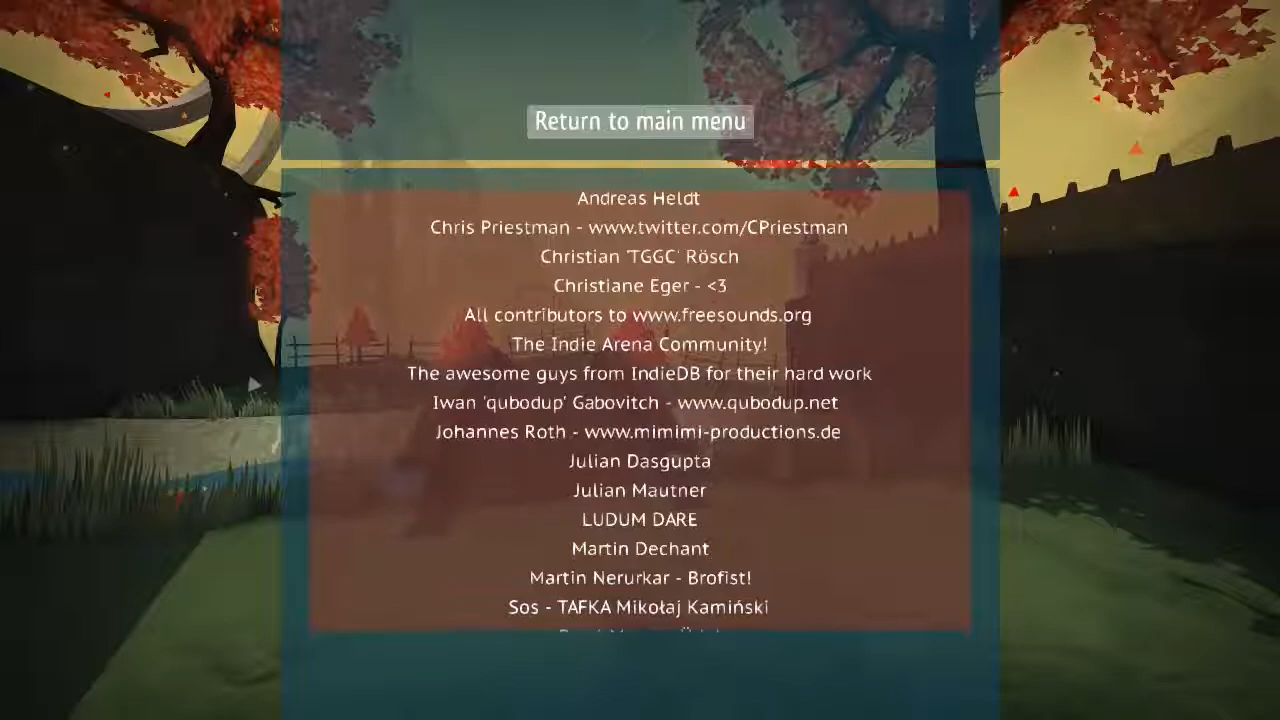 Return to main menu
Andreas Heldt
Chris Priestman - www.twitter.com/CPriestman
Christian 'TGGC' Rösch
Christiane Eger - <3
All contributors to www.freesounds.org
The Indie Arena Community!
The awesome guys from IndieDB for their hard work
Iwan 'qubodup' Gabovitch - www.qubodup.net
Johannes Roth - www.mimimi-productions.de
Julian Dasgupta
Julian Mautner
LUDUM DARE
Martin Dechant
Martin Nerurkar - Brofist!
Sos - TAFKA Mikołaj Kamiński